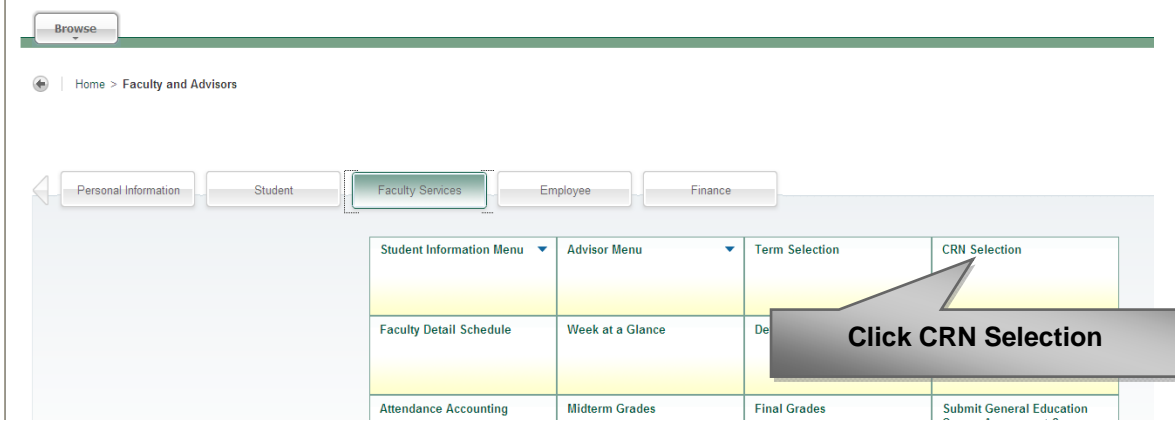 Browse
Home > Faculty and Advisors
Personal Information Student Faculty Services Employee Finance
Student Information Menu Advisor Menu Term Selection CRN Selection
Faculty Detail Schedule Week at a Glance De
Click CRN Selection
Attendance Accounting Midterm Grades Final Grades Submit General Education